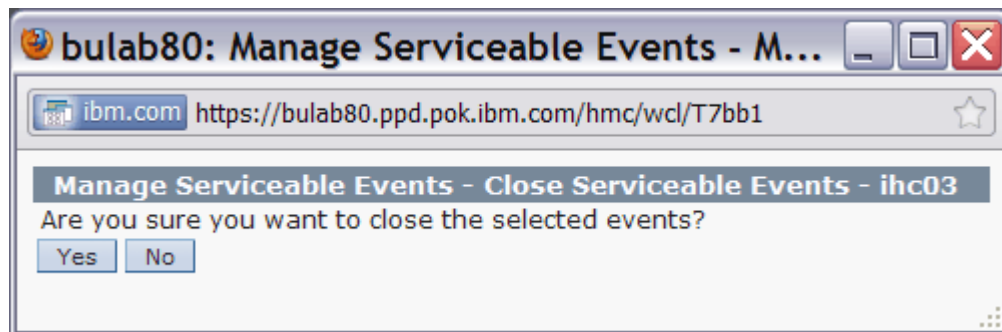 bulab80: Manage Serviceable Events - M...
ibm.com https://bulab80.ppd.pok.ibm.com/hmc/wcl/T7bb1
Manage Serviceable Events - Close Serviceable Events - ihc03
Are you sure you want to close the selected events?
Yes No